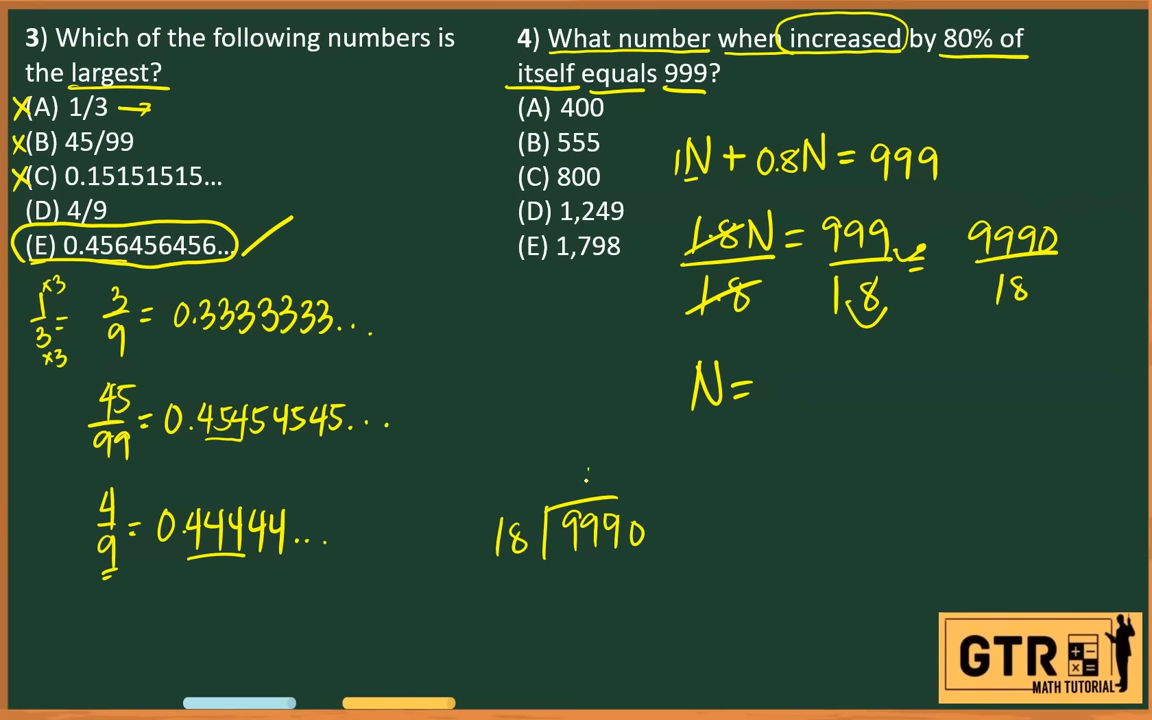 3) Which of the following numbers is
the largest?
(A) 1/3 →
(B) 45/99
(C) 0.15151515...
(D) 4/9
(E) 0.456456456...
x3
1/3 = 3/9 = 0.3333333...
x3
45/99 = 0.45454545...
4/9 = 0.44444...
4) What number when increased by 80% of
itself equals 999?
(A) 400
(B) 555
(C) 800
(D) 1,249
(E) 1,798
1N + 0.8N = 999
1.8N = 999 9990
1.8 1.8 18
N =
18 9990
GTR
MATH TUTORIAL